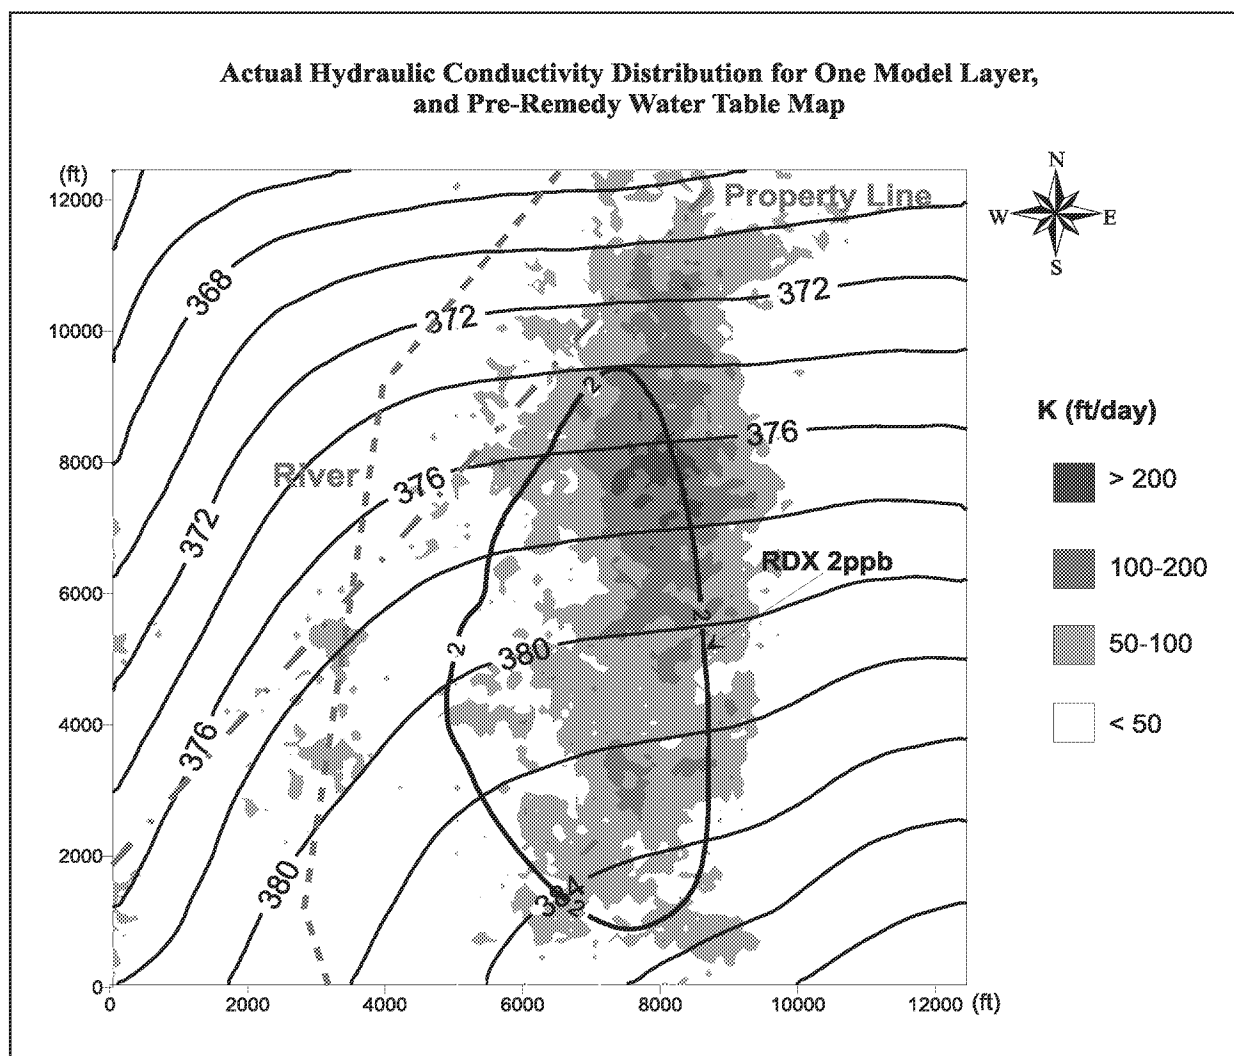 Actual Hydraulic Conductivity Distribution for One Model Layer,
and Pre-Remedy Water Table Map
N
W E
S
(ft)
12000
10000
8000
6000
4000
2000
0
0 2000 4000 6000 8000 10000 12000 (ft)
Property Line
368
372
372
River
376
376
372
2
RDX 2ppb
2
2
380
376
380
384
2
K (ft/day)
> 200
100-200
50-100
< 50